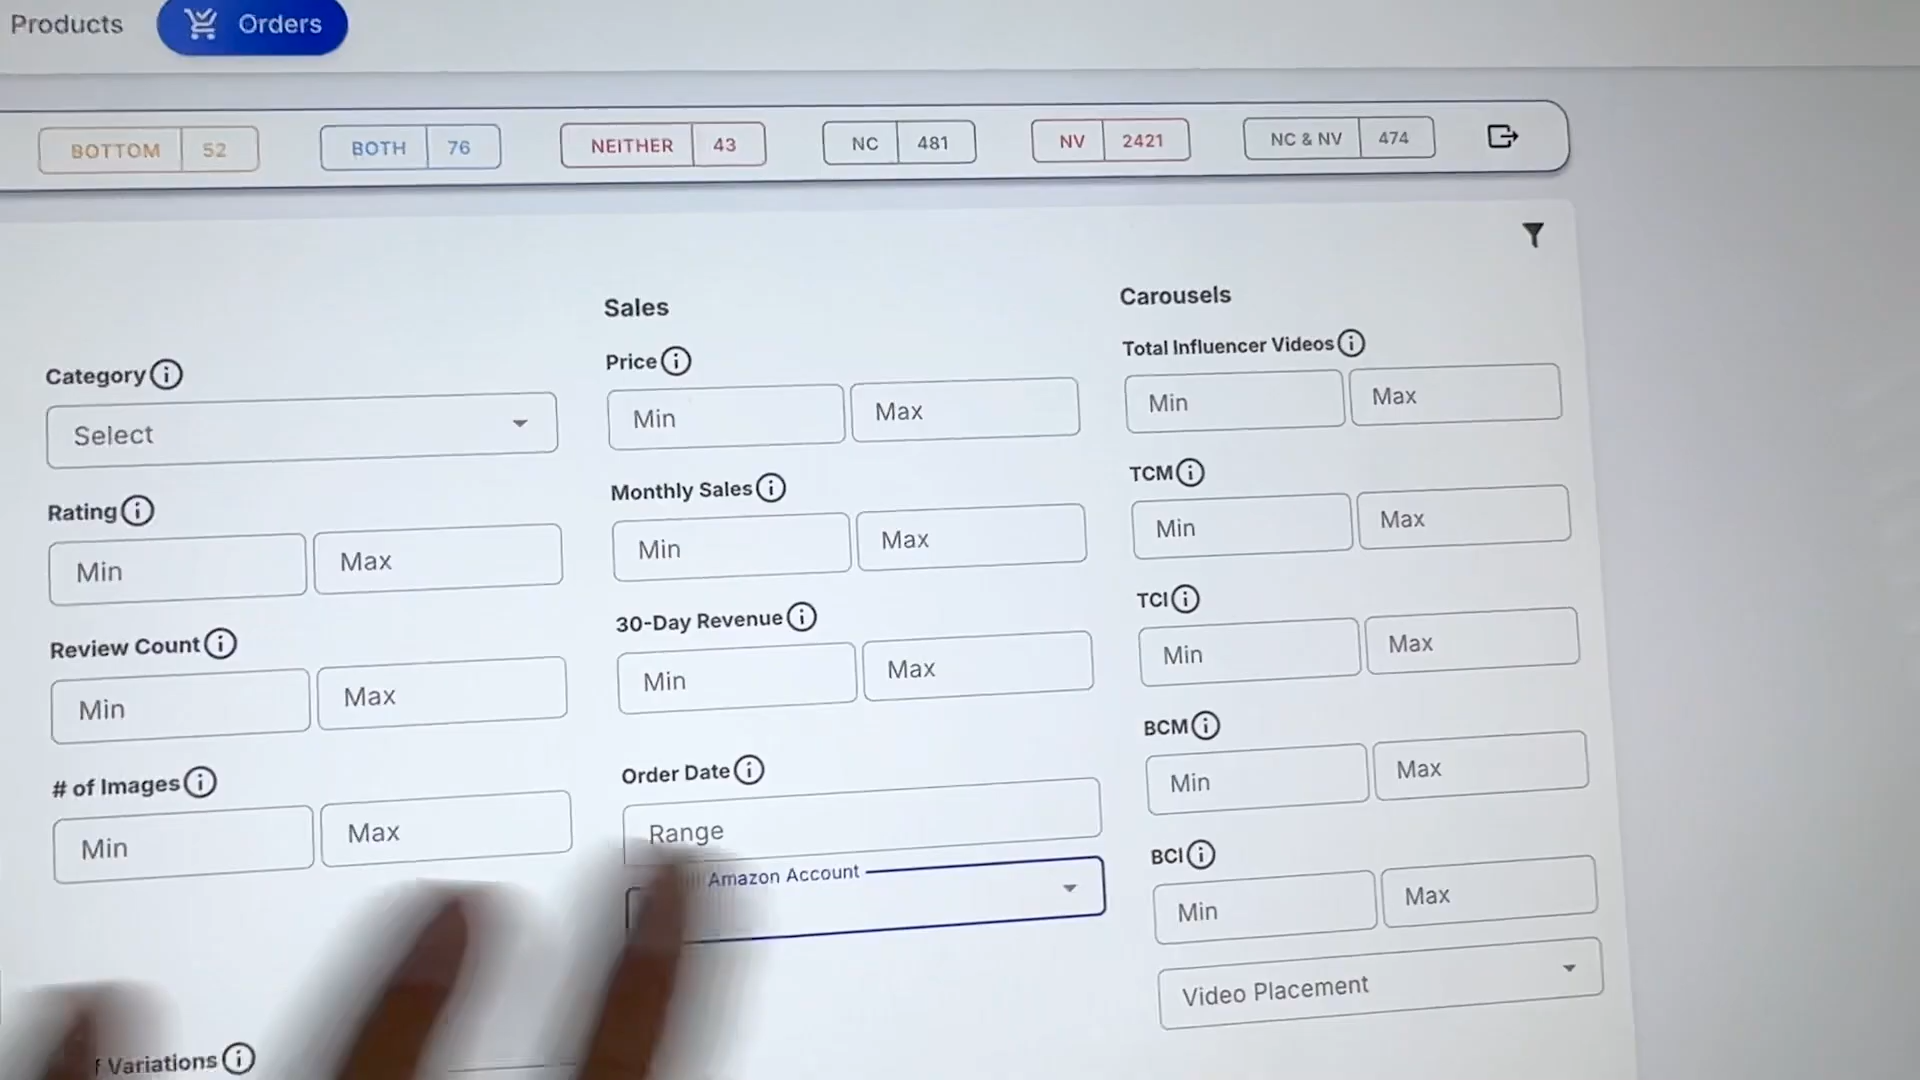 Products
Orders
BOTTOM 52
BOTH 76
NEITHER 43
NC 481
NV 2421
NC & NV 474
Category
Select
Rating
Min Max
Review Count
Min Max
# of Images
Min Max
Variations
Sales
Price
Min Max
Monthly Sales
Min Max
30-Day Revenue
Min Max
Order Date
Range
Amazon Account
Carousels
Total Influencer Videos
Min Max
TCM
Min Max
TCI
Min Max
BCM
Min Max
BCI
Min Max
Video Placement